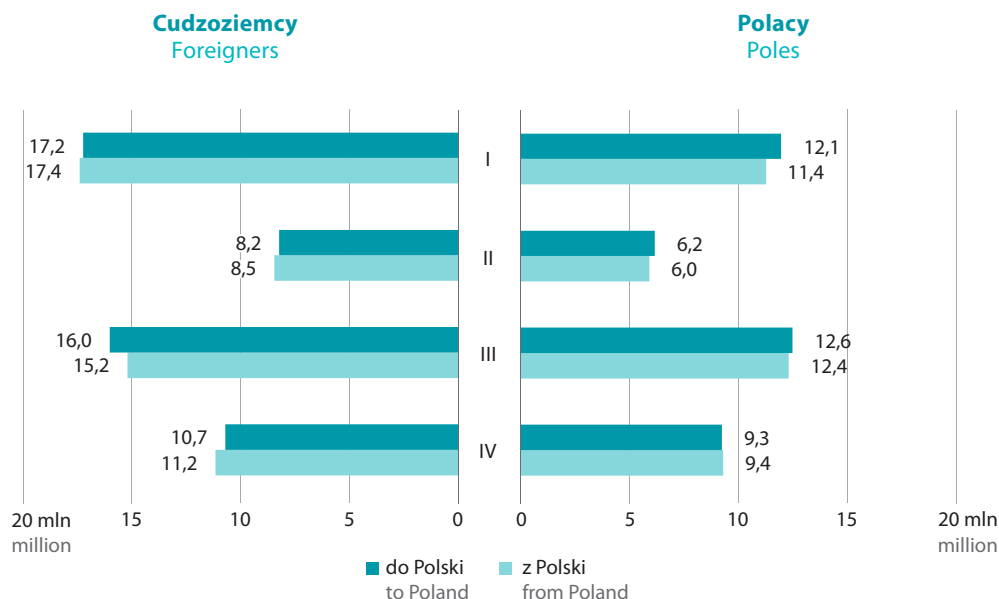 Cudzoziemcy
Foreigners
Polacy
Poles
17,2
17,4
I
12,1
11,4
8,2
8,5
II
6,2
6,0
16,0
15,2
III
12,6
12,4
10,7
11,2
IV
9,3
9,4
20 mln
million
15
10
5
0
0
5
10
15
20 mln
million
do Polski
to Poland
z Polski
from Poland